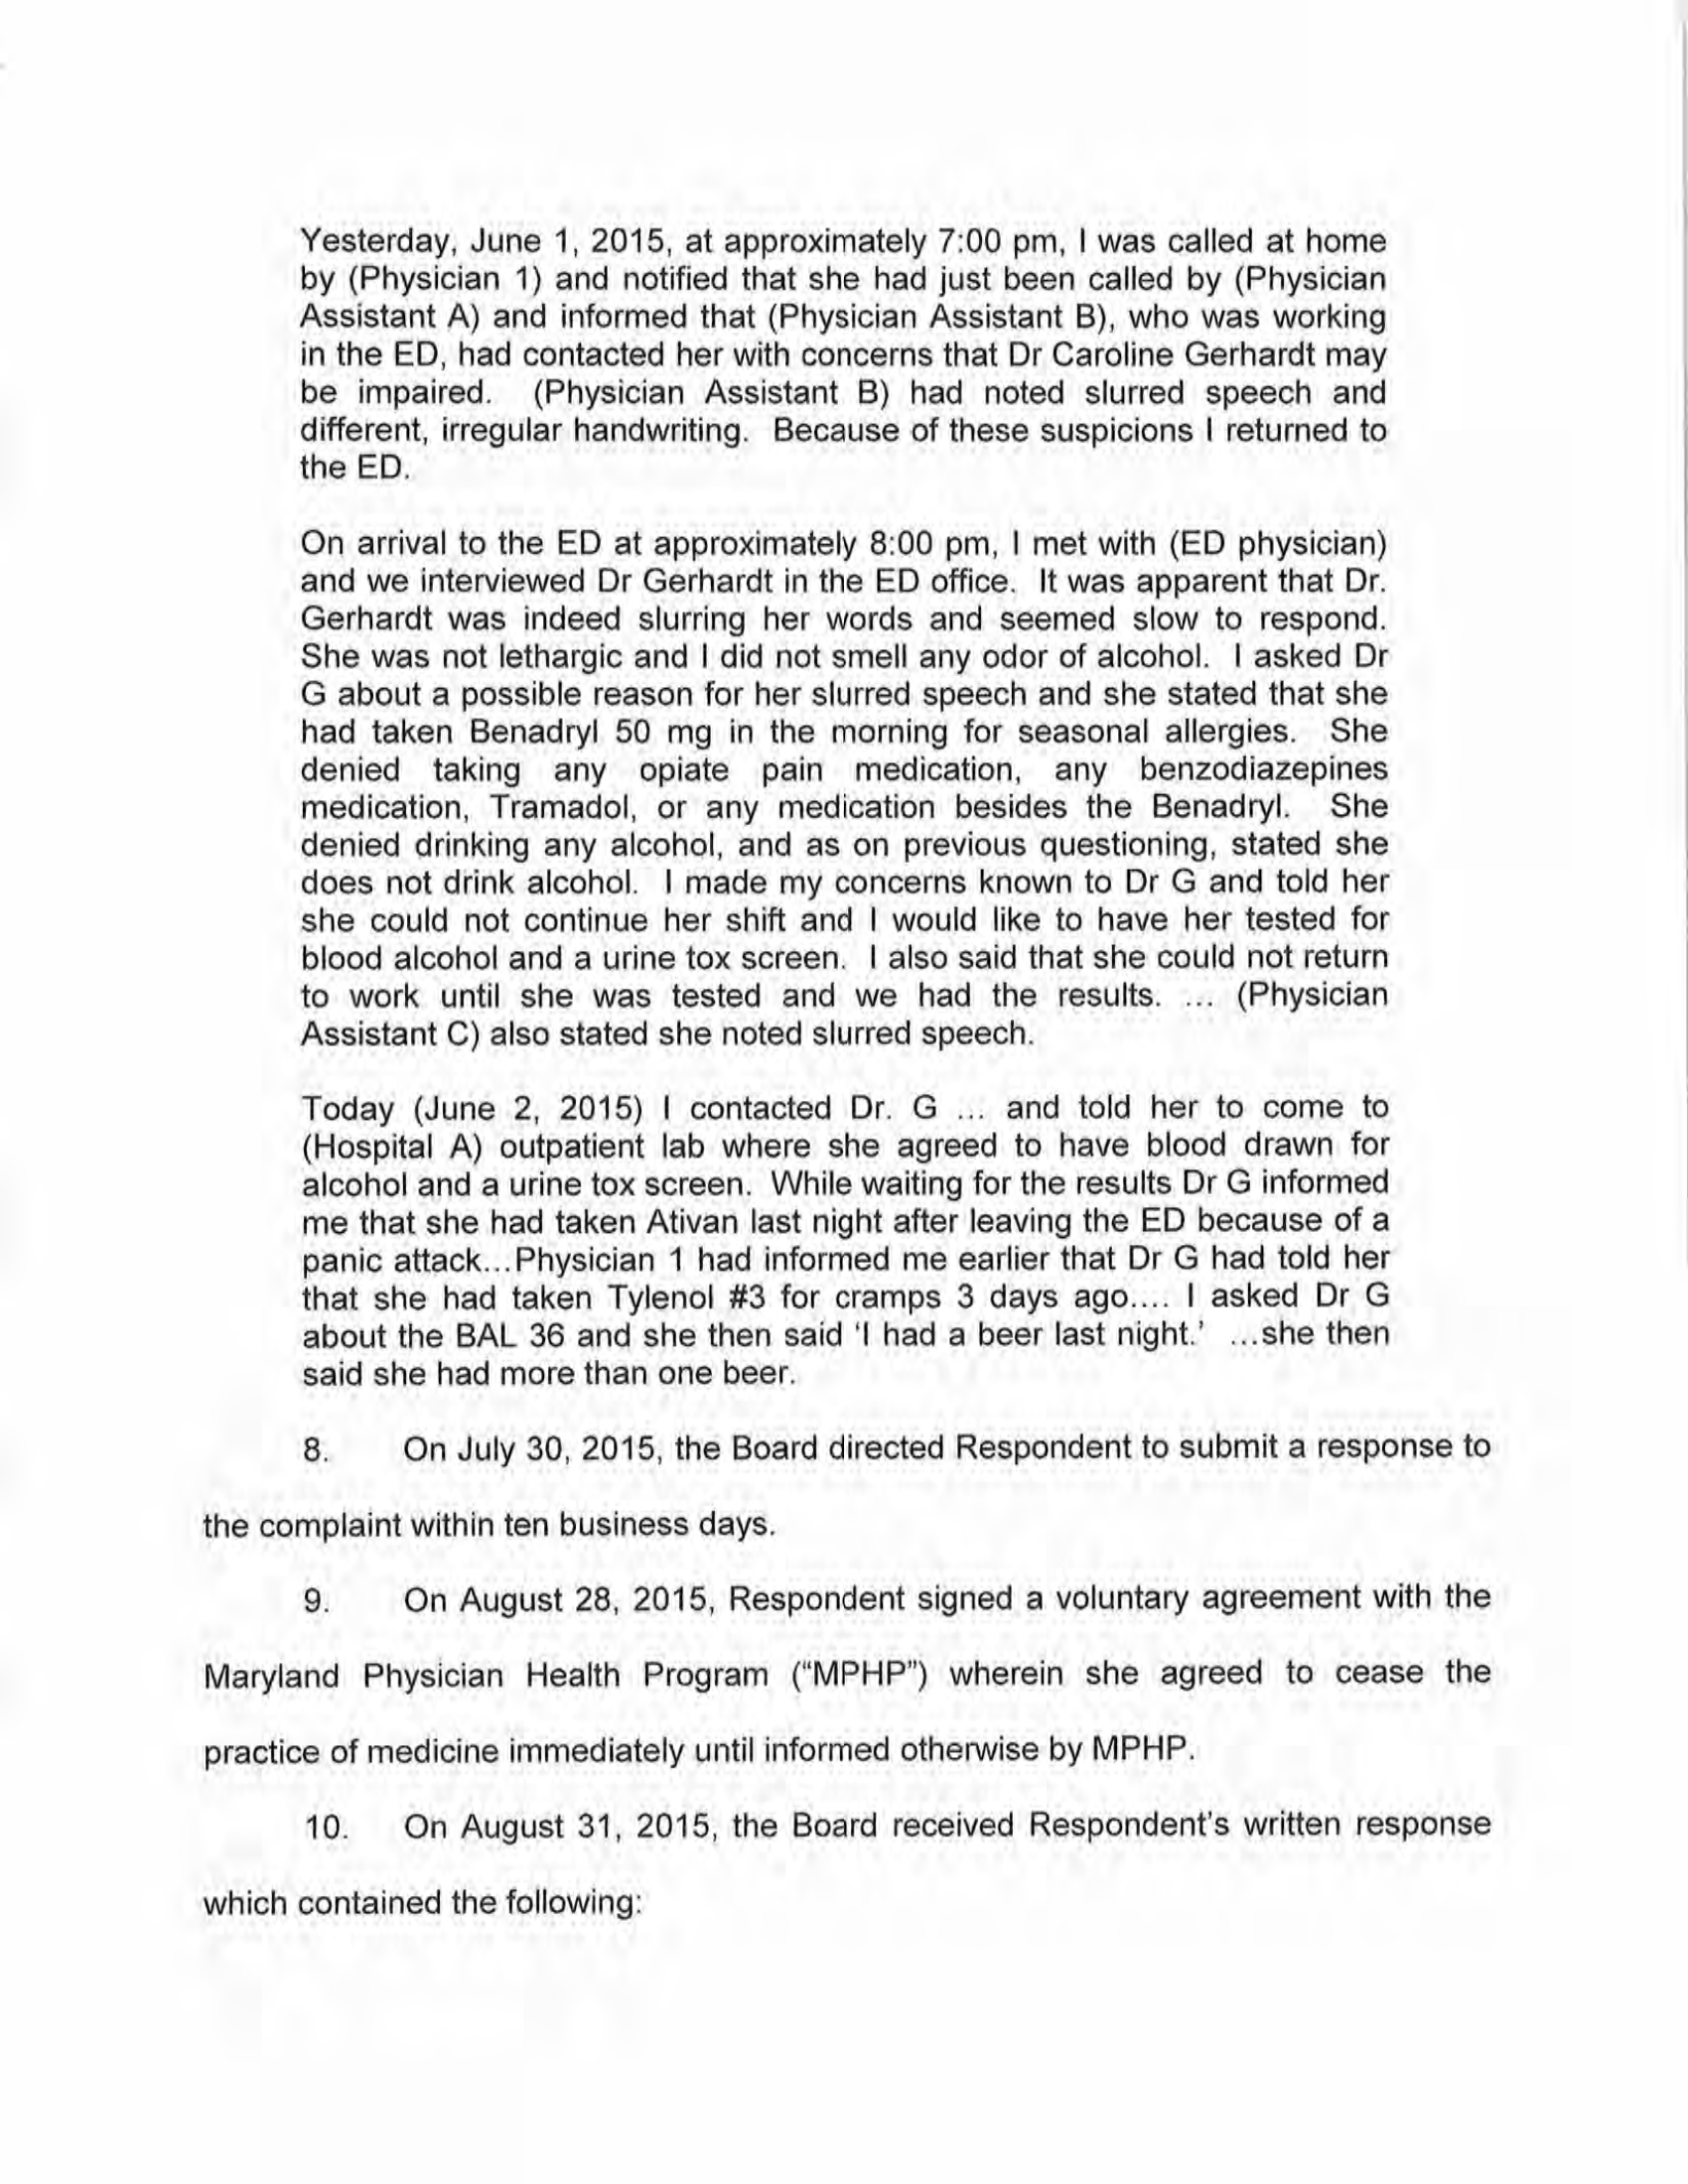 Yesterday, June 1, 2015, at approximately 7:00 pm, I was called at home
by (Physician 1) and notified that she had just been called by (Physician
Assistant A) and informed that (Physician Assistant B), who was working
in the ED, had contacted her with concerns that Dr Caroline Gerhardt may
be impaired. (Physician Assistant B) had noted slurred speech and
different, irregular handwriting. Because of these suspicions I returned to
the ED.
On arrival to the ED at approximately 8:00 pm, I met with (ED physician)
and we interviewed Dr Gerhardt in the ED office. It was apparent that Dr.
Gerhardt was indeed slurring her words and seemed slow to respond.
She was not lethargic and I did not smell any odor of alcohol. I asked Dr
G about a possible reason for her slurred speech and she stated that she
had taken Benadryl 50 mg in the morning for seasonal allergies. She
denied taking any opiate pain medication, any benzodiazepines
medication, Tramadol, or any medication besides the Benadryl. She
denied drinking any alcohol, and as on previous questioning, stated she
does not drink alcohol. I made my concerns known to Dr G and told her
she could not continue her shift and I would like to have her tested for
blood alcohol and a urine tox screen. I also said that she could not return
to work until she was tested and we had the results. ... (Physician
Assistant C) also stated she noted slurred speech.
Today (June 2, 2015) I contacted Dr. G ... and told her to come to
(Hospital A) outpatient lab where she agreed to have blood drawn for
alcohol and a urine tox screen. While waiting for the results Dr G informed
me that she had taken Ativan last night after leaving the ED because of a
panic attack...Physician 1 had informed me earlier that Dr G had told her
that she had taken Tylenol #3 for cramps 3 days ago.... I asked Dr G
about the BAL 36 and she then said ‘I had a beer last night.’ ...she then
said she had more than one beer.
8. On July 30, 2015, the Board directed Respondent to submit a response to
the complaint within ten business days.
9. On August 28, 2015, Respondent signed a voluntary agreement with the
Maryland Physician Health Program (“MPHP”) wherein she agreed to cease the
practice of medicine immediately until informed otherwise by MPHP.
10. On August 31, 2015, the Board received Respondent's written response
which contained the following: